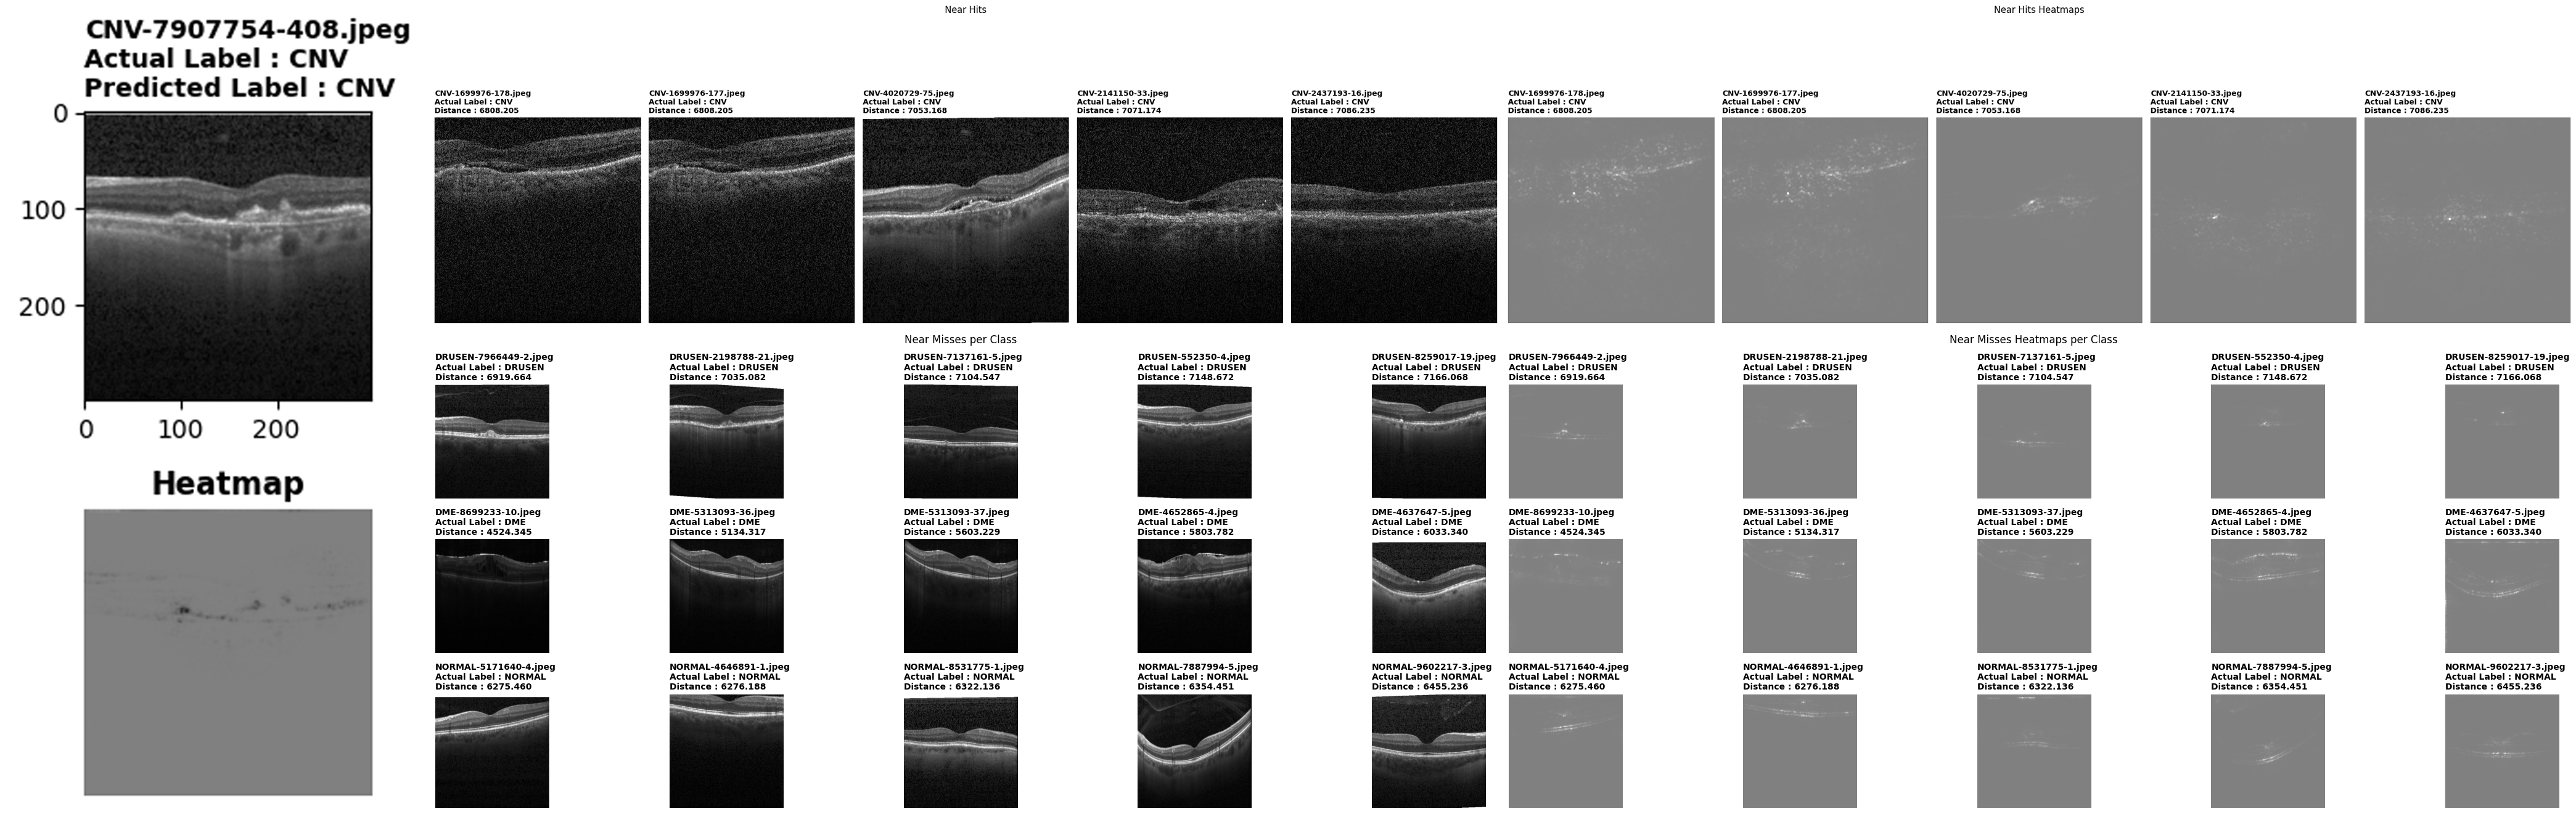 CNV-7907754-408.jpeg
Actual Label : CNV
Predicted Label : CNV
0
100
200
0
100
200
Heatmap
Near Hits
CNV-1699976-178.jpeg
Actual Label : CNV
Distance : 6808.205
CNV-1699976-177.jpeg
Actual Label : CNV
Distance : 6808.205
CNV-4020729-75.jpeg
Actual Label : CNV
Distance : 7053.168
CNV-2141150-33.jpeg
Actual Label : CNV
Distance : 7071.174
CNV-2437193-16.jpeg
Actual Label : CNV
Distance : 7086.235
Near Hits Heatmaps
CNV-1699976-178.jpeg
Actual Label : CNV
Distance : 6808.205
CNV-1699976-177.jpeg
Actual Label : CNV
Distance : 6808.205
CNV-4020729-75.jpeg
Actual Label : CNV
Distance : 7053.168
CNV-2141150-33.jpeg
Actual Label : CNV
Distance : 7071.174
CNV-2437193-16.jpeg
Actual Label : CNV
Distance : 7086.235
Near Misses per Class
DRUSEN-7966449-2.jpeg
Actual Label : DRUSEN
Distance : 6919.664
DRUSEN-2198788-21.jpeg
Actual Label : DRUSEN
Distance : 7035.082
DRUSEN-7137161-5.jpeg
Actual Label : DRUSEN
Distance : 7104.547
DRUSEN-552350-4.jpeg
Actual Label : DRUSEN
Distance : 7148.672
DRUSEN-8259017-19.jpeg
Actual Label : DRUSEN
Distance : 7166.068
DME-8699233-10.jpeg
Actual Label : DME
Distance : 4524.345
DME-5313093-36.jpeg
Actual Label : DME
Distance : 5134.317
DME-5313093-37.jpeg
Actual Label : DME
Distance : 5603.229
DME-4652865-4.jpeg
Actual Label : DME
Distance : 5803.782
DME-4637647-5.jpeg
Actual Label : DME
Distance : 6033.340
NORMAL-5171640-4.jpeg
Actual Label : NORMAL
Distance : 6275.460
NORMAL-4646891-1.jpeg
Actual Label : NORMAL
Distance : 6276.188
NORMAL-8531775-1.jpeg
Actual Label : NORMAL
Distance : 6322.136
NORMAL-7887994-5.jpeg
Actual Label : NORMAL
Distance : 6354.451
NORMAL-9602217-3.jpeg
Actual Label : NORMAL
Distance : 6455.236
Near Misses Heatmaps per Class
DRUSEN-7966449-2.jpeg
Actual Label : DRUSEN
Distance : 6919.664
DRUSEN-2198788-21.jpeg
Actual Label : DRUSEN
Distance : 7035.082
DRUSEN-7137161-5.jpeg
Actual Label : DRUSEN
Distance : 7104.547
DRUSEN-552350-4.jpeg
Actual Label : DRUSEN
Distance : 7148.672
DRUSEN-8259017-19.jpeg
Actual Label : DRUSEN
Distance : 7166.068
DME-8699233-10.jpeg
Actual Label : DME
Distance : 4524.345
DME-5313093-36.jpeg
Actual Label : DME
Distance : 5134.317
DME-5313093-37.jpeg
Actual Label : DME
Distance : 5603.229
DME-4652865-4.jpeg
Actual Label : DME
Distance : 5803.782
DME-4637647-5.jpeg
Actual Label : DME
Distance : 6033.340
NORMAL-5171640-4.jpeg
Actual Label : NORMAL
Distance : 6275.460
NORMAL-4646891-1.jpeg
Actual Label : NORMAL
Distance : 6276.188
NORMAL-8531775-1.jpeg
Actual Label : NORMAL
Distance : 6322.136
NORMAL-7887994-5.jpeg
Actual Label : NORMAL
Distance : 6354.451
NORMAL-9602217-3.jpeg
Actual Label : NORMAL
Distance : 6455.236